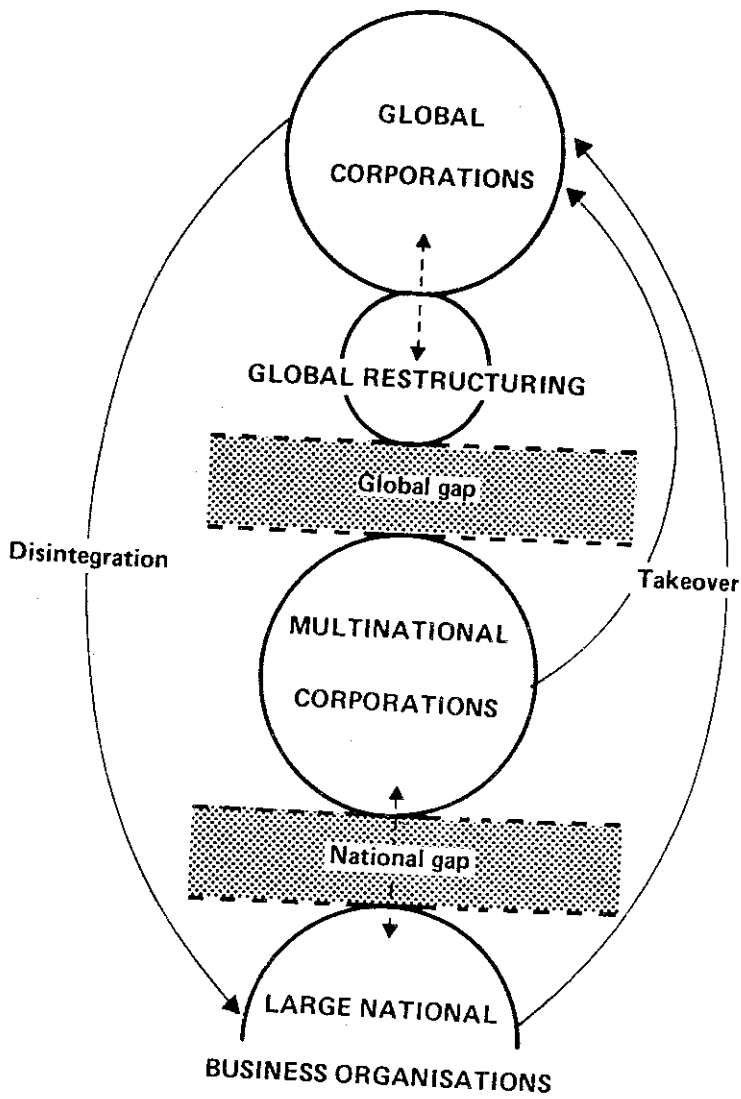 GLOBAL
CORPORATIONS
GLOBAL RESTRUCTURING
Global gap
Disintegration
Takeover
MULTINATIONAL
CORPORATIONS
National gap
LARGE NATIONAL
BUSINESS ORGANISATIONS